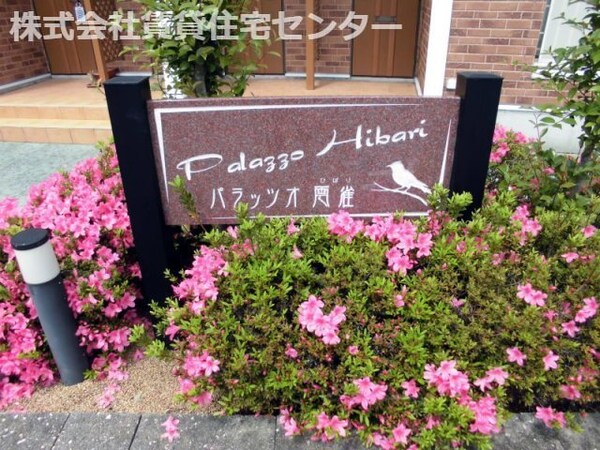 株式会社賃貸住宅センター
Palazzo Hibari
ひばり
パラッツオ 雲雀